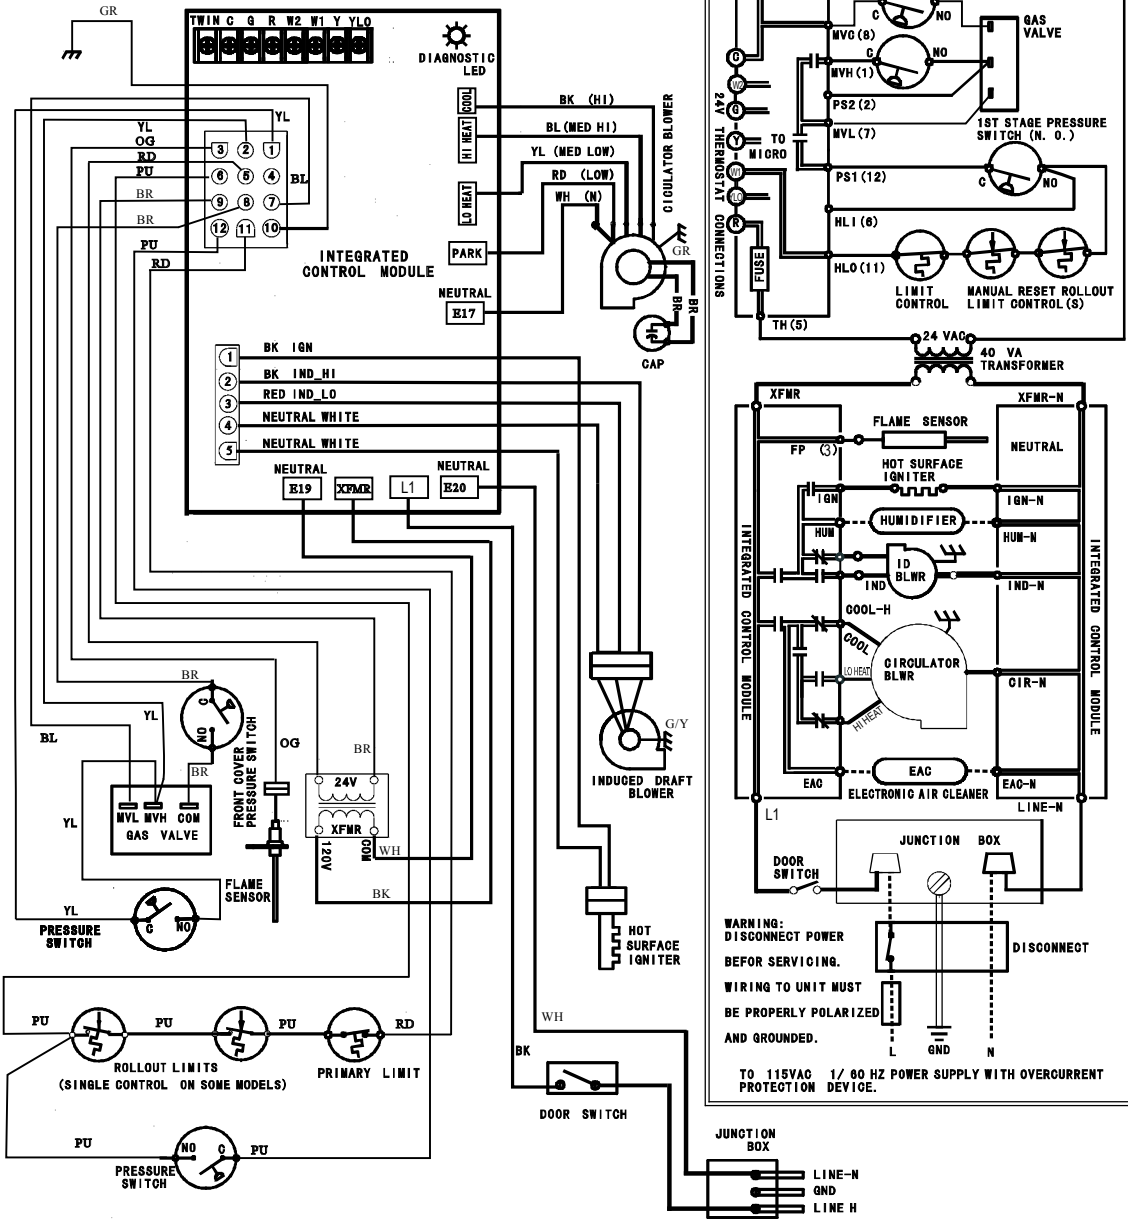 GR
TWIN C G R W2 W1 Y YLO
DIAGNOSTIC
LED
COOL
HI HEAT
LO HEAT
BK (HI)
BL (MED HI)
YL (MED LOW)
RD (LOW)
WH (N)
CICULATOR BLOWER
YL
YL
OG
RD
PU
BR
BR
PU
RD
BL
3 2 1
6 5 4
9 8 7
12 11 10
INTEGRATED
CONTROL MODULE
PARK
NEUTRAL
E17
GR
BR
BR
CAP
1
2
3
4
5
BK IGN
BK IND_HI
RED IND_LO
NEUTRAL WHITE
NEUTRAL WHITE
NEUTRAL
E19
XFMR
L1
NEUTRAL
E20
BR
C
NO
FRONT COVER
PRESSURE SWITCH
YL
BL
BR
OG
BR
MVL MVH COM
GAS VALVE
24V
XFMR
120V
COM
WH
BK
G/Y
INDUCED DRAFT
BLOWER
YL
FLAME
SENSOR
YL
C
NO
PRESSURE
SWITCH
HOT
SURFACE
IGNITER
PU
PU
PU
RD
ROLLOUT LIMITS
(SINGLE CONTROL ON SOME MODELS)
PRIMARY LIMIT
WH
BK
DOOR SWITCH
PU
NO
C
PU
PRESSURE
SWITCH
JUNCTION
BOX
LINE-N
GND
LINE H
24V THERMOSTAT CONNECTIONS
C
W2
G
Y
W1
YLO
R
TO
MICRO
FUSE
MVC (8)
MVH (1)
PS2 (2)
MVL (7)
PS1 (12)
HLI (6)
HLO (11)
TH (5)
C
NO
C
NO
GAS
VALVE
1ST STAGE PRESSURE
SWITCH (N. O.)
C
NO
LIMIT
CONTROL
MANUAL RESET ROLLOUT
LIMIT CONTROL(S)
24 VAC
40 VA
TRANSFORMER
XFMR
XFMR-N
FLAME SENSOR
FP (3)
NEUTRAL
HOT SURFACE
IGNITER
IGN
IGN-N
HUMIDIFIER
HUM
HUM-N
ID
BLWR
IND
IND-N
INTEGRATED CONTROL MODULE
INTEGRATED CONTROL MODULE
COOL-H
COOL
LO HEAT
HI HEAT
CIRCULATOR
BLWR
CIR-N
EAC
EAC
EAC-N
ELECTRONIC AIR CLEANER
L1
LINE-N
JUNCTION BOX
DOOR
SWITCH
WARNING:
DISCONNECT POWER
BEFOR SERVICING.
WIRING TO UNIT MUST
BE PROPERLY POLARIZED
AND GROUNDED.
DISCONNECT
L
GND
N
TO 115VAC 1/ 60 HZ POWER SUPPLY WITH OVERCURRENT
PROTECTION DEVICE.